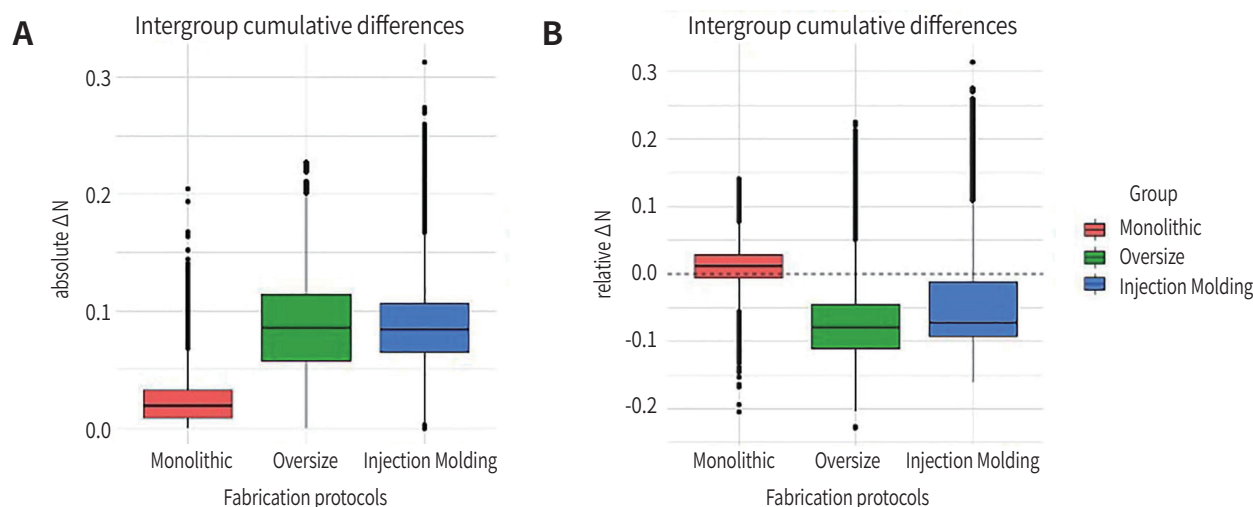 A
Intergroup cumulative differences
absolute Δ N
0.3
0.2
0.1
0.0
Monolithic Oversize Injection Molding
Fabrication protocols
B
Intergroup cumulative differences
relative Δ N
0.3
0.2
0.1
0.0
-0.1
-0.2
Monolithic Oversize Injection Molding
Fabrication protocols
Group
Monolithic
Oversize
Injection Molding